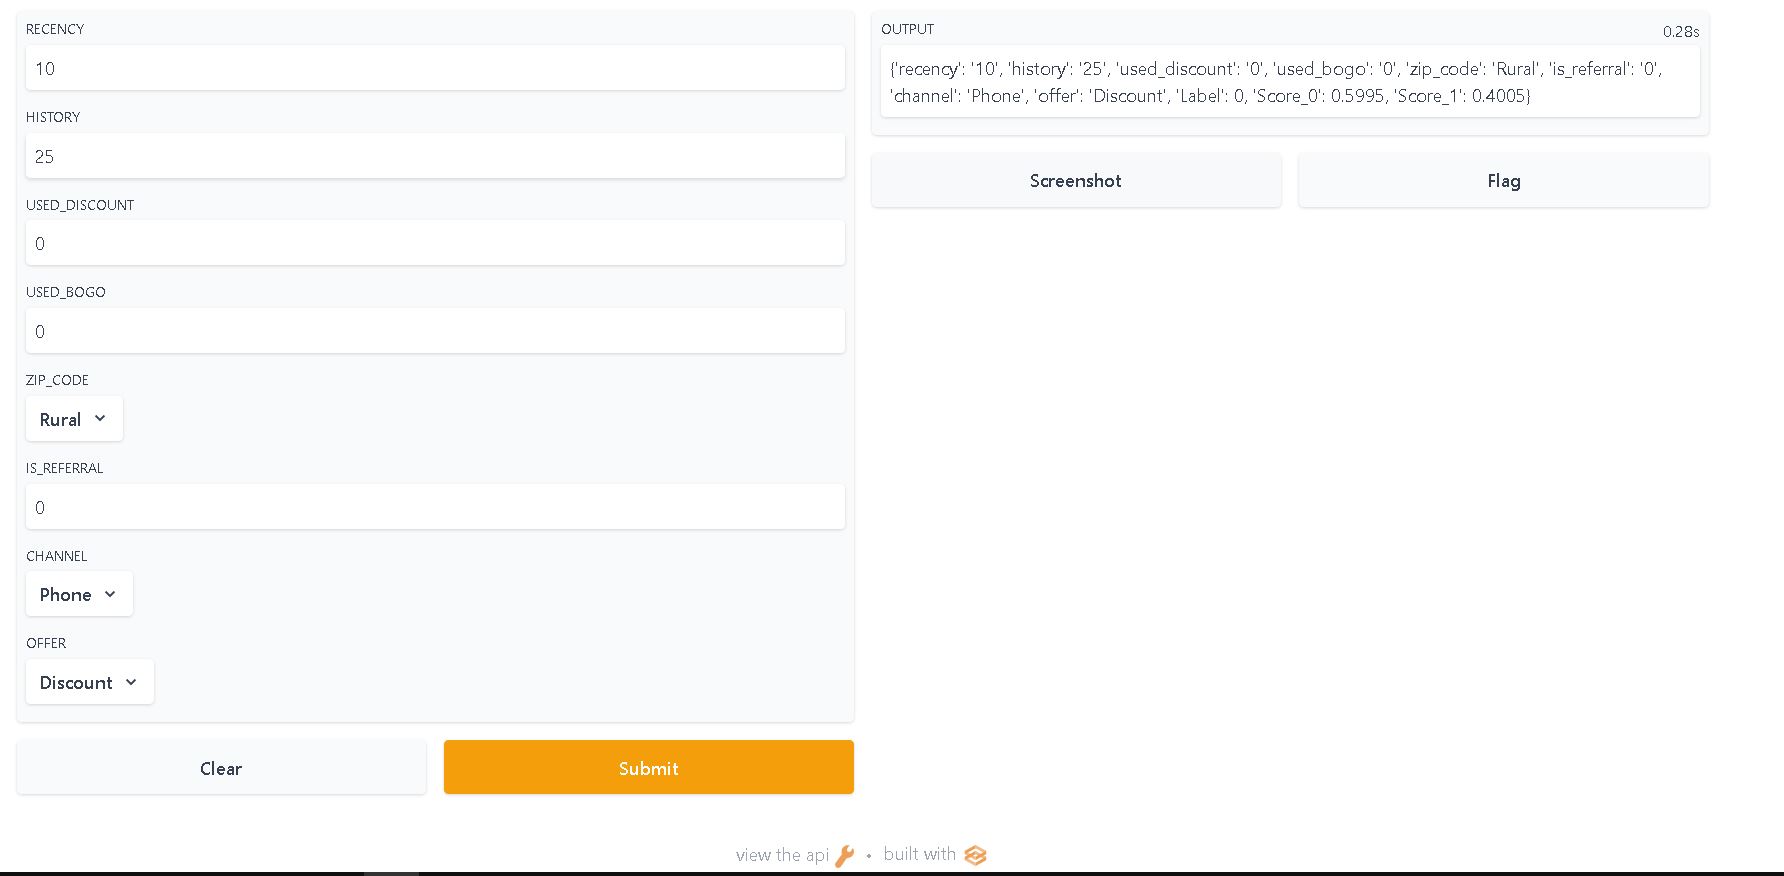 RECENCY
10
HISTORY
25
USED_DISCOUNT
0
USED_BOGO
0
ZIP_CODE
Rural
IS_REFERRAL
0
CHANNEL
Phone
OFFER
Discount
Clear
Submit
OUTPUT
0.28s
{'recency': '10', 'history': '25', 'used_discount': '0', 'used_bogo': '0', 'zip_code': 'Rural', 'is_referral': '0',
'channel': 'Phone', 'offer': 'Discount', 'Label': 0, 'Score_0': 0.5995, 'Score_1': 0.4005}
Screenshot
Flag
view the api • built with